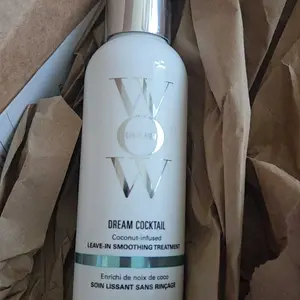 WOW
DREAM COCKTAIL
Coconut-infused
LEAVE-IN SMOOTHING TREATMENT
Enrichi de noix de coco
SOIN LISSANT SANS RINÇAGE